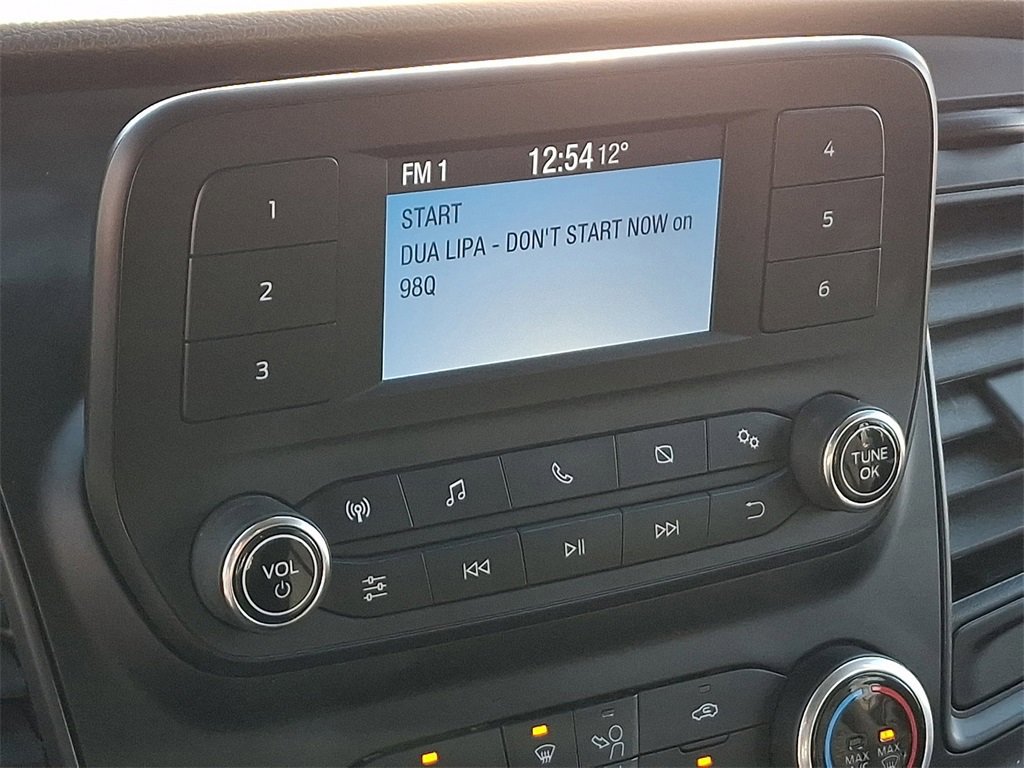 FM 1 12:54 12°
START
DUA LIPA - DON'T START NOW on
98Q
1
2
3
4
5
6
VOL
TUNE
OK
MAX
A/C
MAX